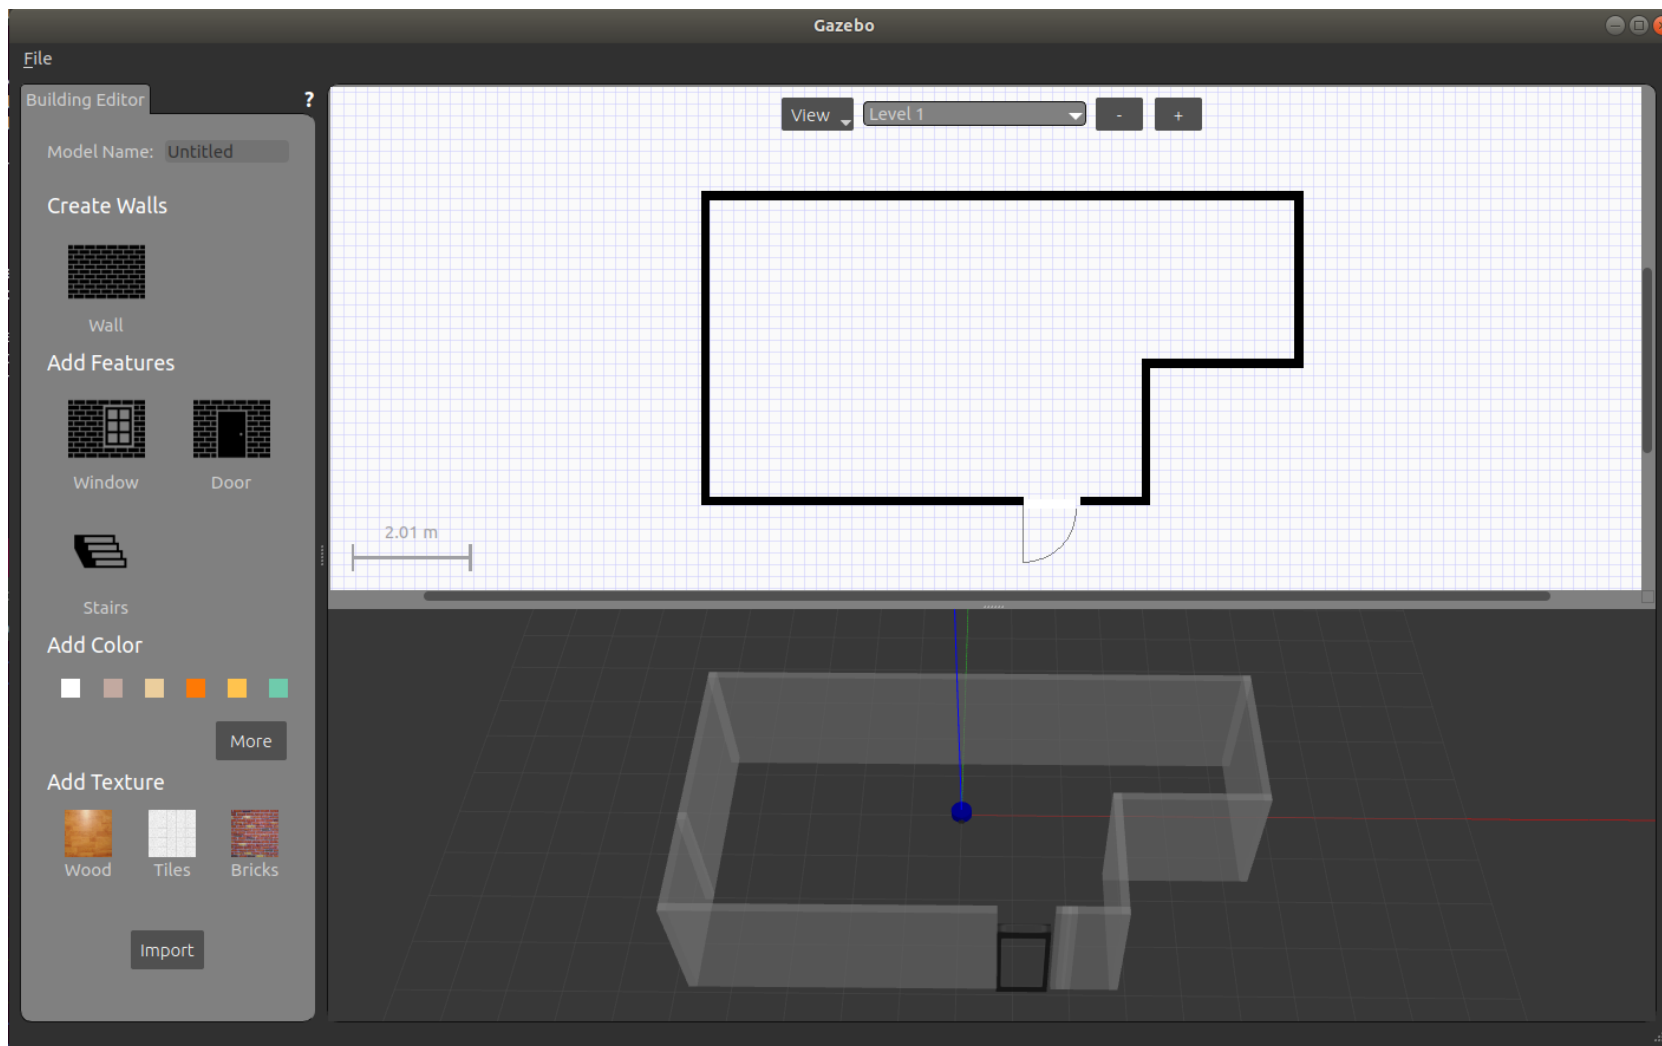 Gazebo
File
Building Editor
?
Model Name: Untitled
Create Walls
Wall
Add Features
Window Door
Stairs
Add Color
More
Add Texture
Wood Tiles Bricks
Import
View Level 1 - +
2.01 m